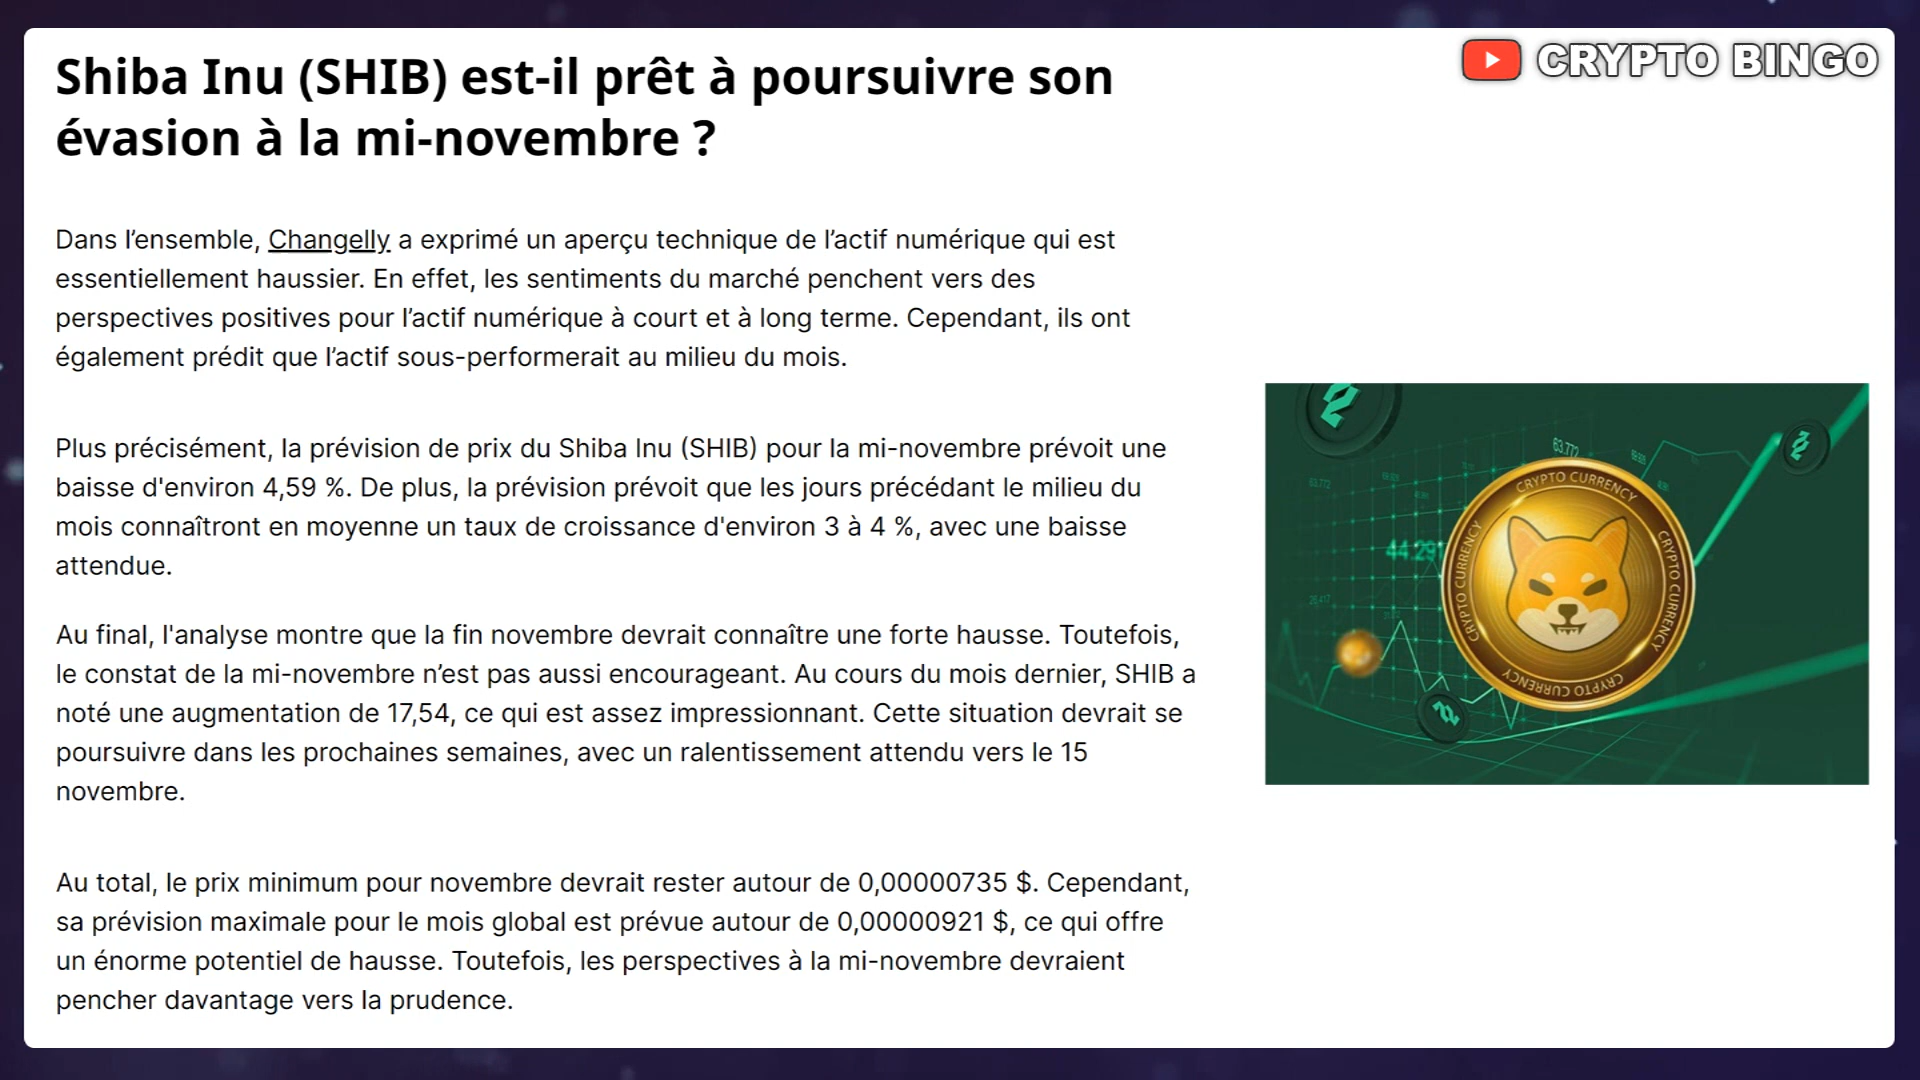 CRYPTO BINGO
Shiba Inu (SHIB) est-il prêt à poursuivre son
évasion à la mi-novembre ?
Dans l’ensemble, Changelly a exprimé un aperçu technique de l’actif numérique qui est
essentiellement haussier. En effet, les sentiments du marché penchent vers des
perspectives positives pour l’actif numérique à court et à long terme. Cependant, ils ont
également prédit que l’actif sous-performerait au milieu du mois.
Plus précisément, la prévision de prix du Shiba Inu (SHIB) pour la mi-novembre prévoit une
baisse d'environ 4,59 %. De plus, la prévision prévoit que les jours précédant le milieu du
mois connaîtront en moyenne un taux de croissance d'environ 3 à 4 %, avec une baisse
attendue.
Au final, l'analyse montre que la fin novembre devrait connaître une forte hausse. Toutefois,
le constat de la mi-novembre n’est pas aussi encourageant. Au cours du mois dernier, SHIB a
noté une augmentation de 17,54, ce qui est assez impressionnant. Cette situation devrait se
poursuivre dans les prochaines semaines, avec un ralentissement attendu vers le 15
novembre.
Au total, le prix minimum pour novembre devrait rester autour de 0,00000735 $. Cependant,
sa prévision maximale pour le mois global est prévue autour de 0,00000921 $, ce qui offre
un énorme potentiel de hausse. Toutefois, les perspectives à la mi-novembre devraient
pencher davantage vers la prudence.
63.772
44.291
CRYPTO CURRENCY
CRYPTO CURRENCY
CRYPTO CURRENCY
CRYPTO CURRENCY